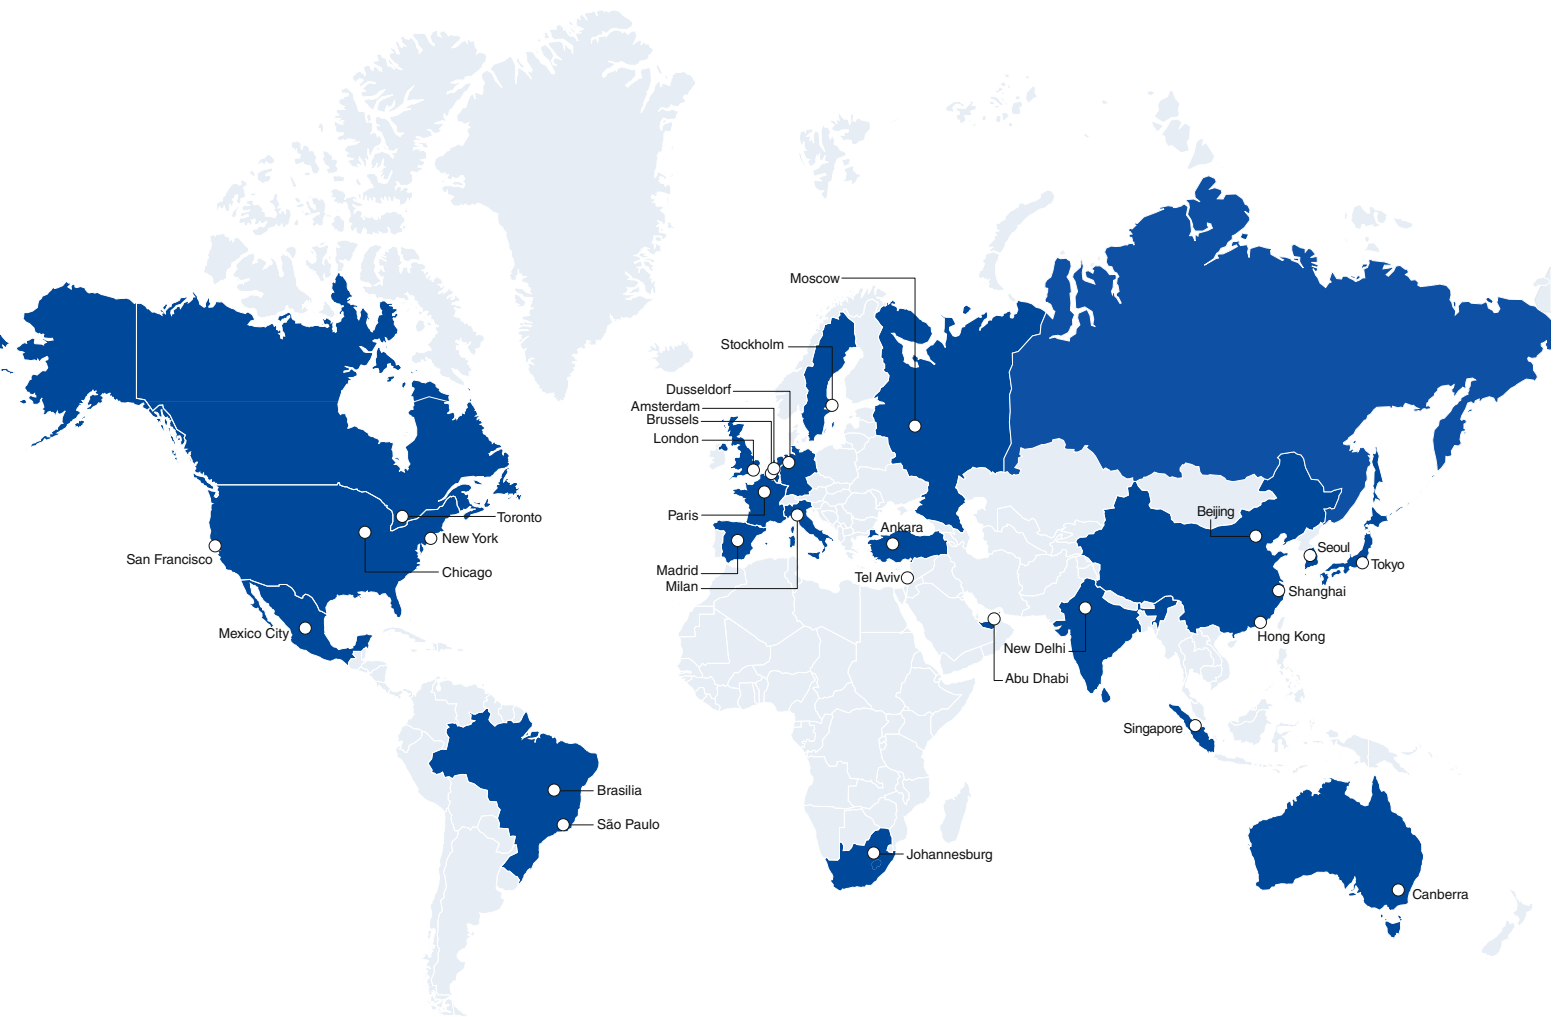 Moscow
Stockholm
Dusseldorf
Amsterdam
Brussels
London
Paris
Madrid
Milan
Ankara
Tel Aviv
Toronto
New York
San Francisco
Chicago
Mexico City
Beijing
Seoul
Tokyo
Shanghai
Hong Kong
New Delhi
Abu Dhabi
Singapore
Brasilia
São Paulo
Johannesburg
Canberra